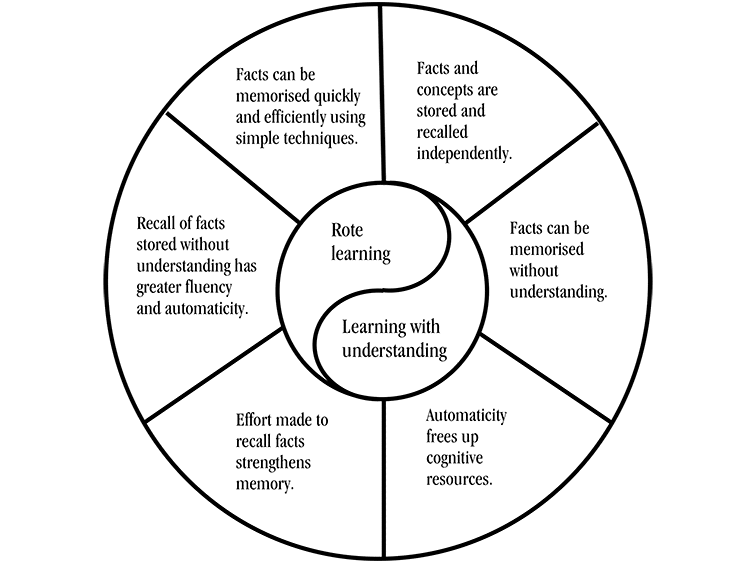 Facts can be
memorised quickly
and efficiently using
simple techniques.
Facts and
concepts are
stored and
recalled
independently.
Recall of facts
stored without
understanding has
greater fluency
and automaticity.
Rote
learning
Learning with
understanding
Facts can be
memorised
without
understanding.
Effort made to
recall facts
strengthens
memory.
Automaticity
frees up
cognitive
resources.